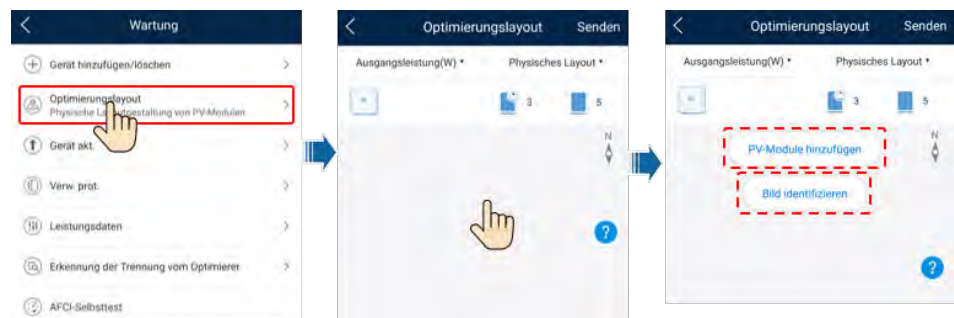 Wartung
Gerät hinzufügen/löschen
Optimierungslayout
Physische Layoutgestaltung von PV-Modulen
Gerät akt.
Verw. prot.
Leistungsdaten
Erkennung der Trennung vom Optimierer
AFCI-Selbsttest
Optimierungslayout Senden
Ausgangsleistung(W) Physisches Layout
3 5
N
?
Optimierungslayout Senden
Ausgangsleistung(W) Physisches Layout
3 5
N
PV-Module hinzufügen
Bild identifizieren
?